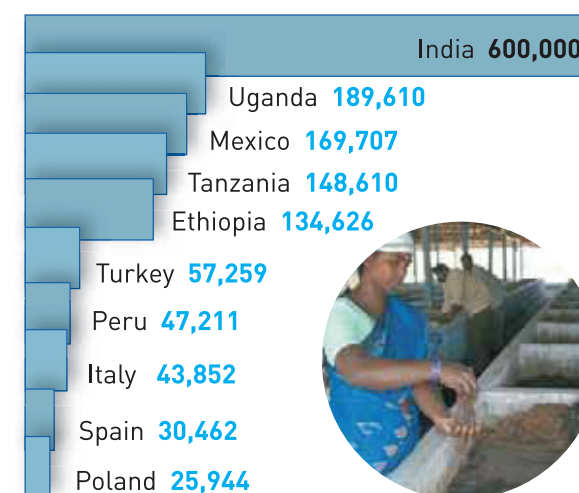 India 600,000
Uganda 189,610
Mexico 169,707
Tanzania 148,610
Ethiopia 134,626
Turkey 57,259
Peru 47,211
Italy 43,852
Spain 30,462
Poland 25,944